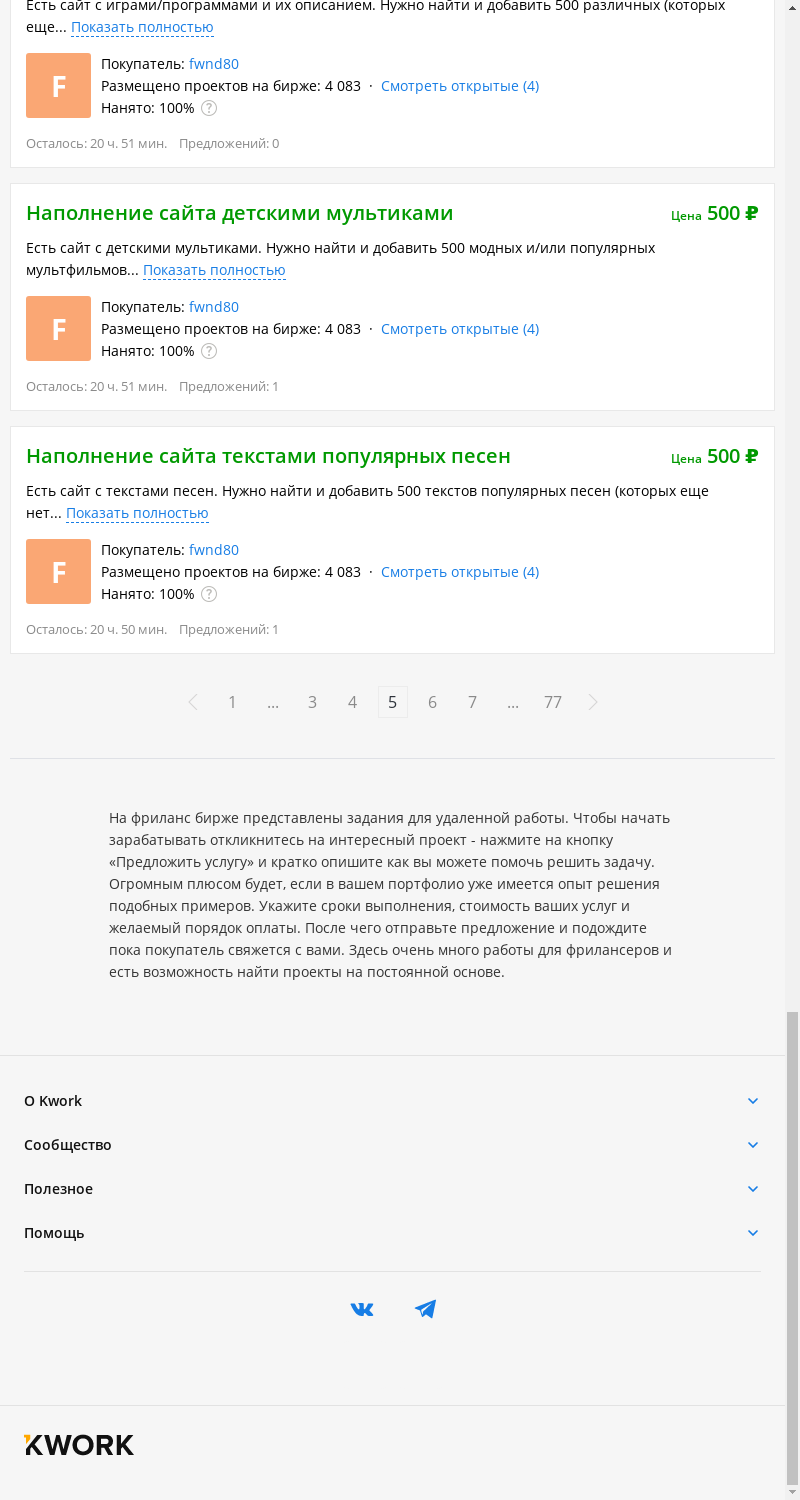 Есть сайт с играми/программами и их описанием. Нужно найти и добавить 500 различных (которых
еще... Показать полностью
F
Покупатель: fwnd80
Размещено проектов на бирже: 4 083 · Смотреть открытые (4)
Нанято: 100% ?
Осталось: 20 ч. 51 мин. Предложений: 0
Наполнение сайта детскими мультиками
Цена 500 ₽
Есть сайт с детскими мультиками. Нужно найти и добавить 500 модных и/или популярных
мультфильмов... Показать полностью
F
Покупатель: fwnd80
Размещено проектов на бирже: 4 083 · Смотреть открытые (4)
Нанято: 100% ?
Осталось: 20 ч. 51 мин. Предложений: 1
Наполнение сайта текстами популярных песен
Цена 500 ₽
Есть сайт с текстами песен. Нужно найти и добавить 500 текстов популярных песен (которых еще
нет... Показать полностью
F
Покупатель: fwnd80
Размещено проектов на бирже: 4 083 · Смотреть открытые (4)
Нанято: 100% ?
Осталось: 20 ч. 50 мин. Предложений: 1
1 ... 3 4 5 6 7 ... 77
На фриланс бирже представлены задания для удаленной работы. Чтобы начать
зарабатывать откликнитесь на интересный проект - нажмите на кнопку
«Предложить услугу» и кратко опишите как вы можете помочь решить задачу.
Огромным плюсом будет, если в вашем портфолио уже имеется опыт решения
подобных примеров. Укажите сроки выполнения, стоимость ваших услуг и
желаемый порядок оплаты. После чего отправьте предложение и подождите
пока покупатель свяжется с вами. Здесь очень много работы для фрилансеров и
есть возможность найти проекты на постоянной основе.
О Kwork
Сообщество
Полезное
Помощь
KWORK